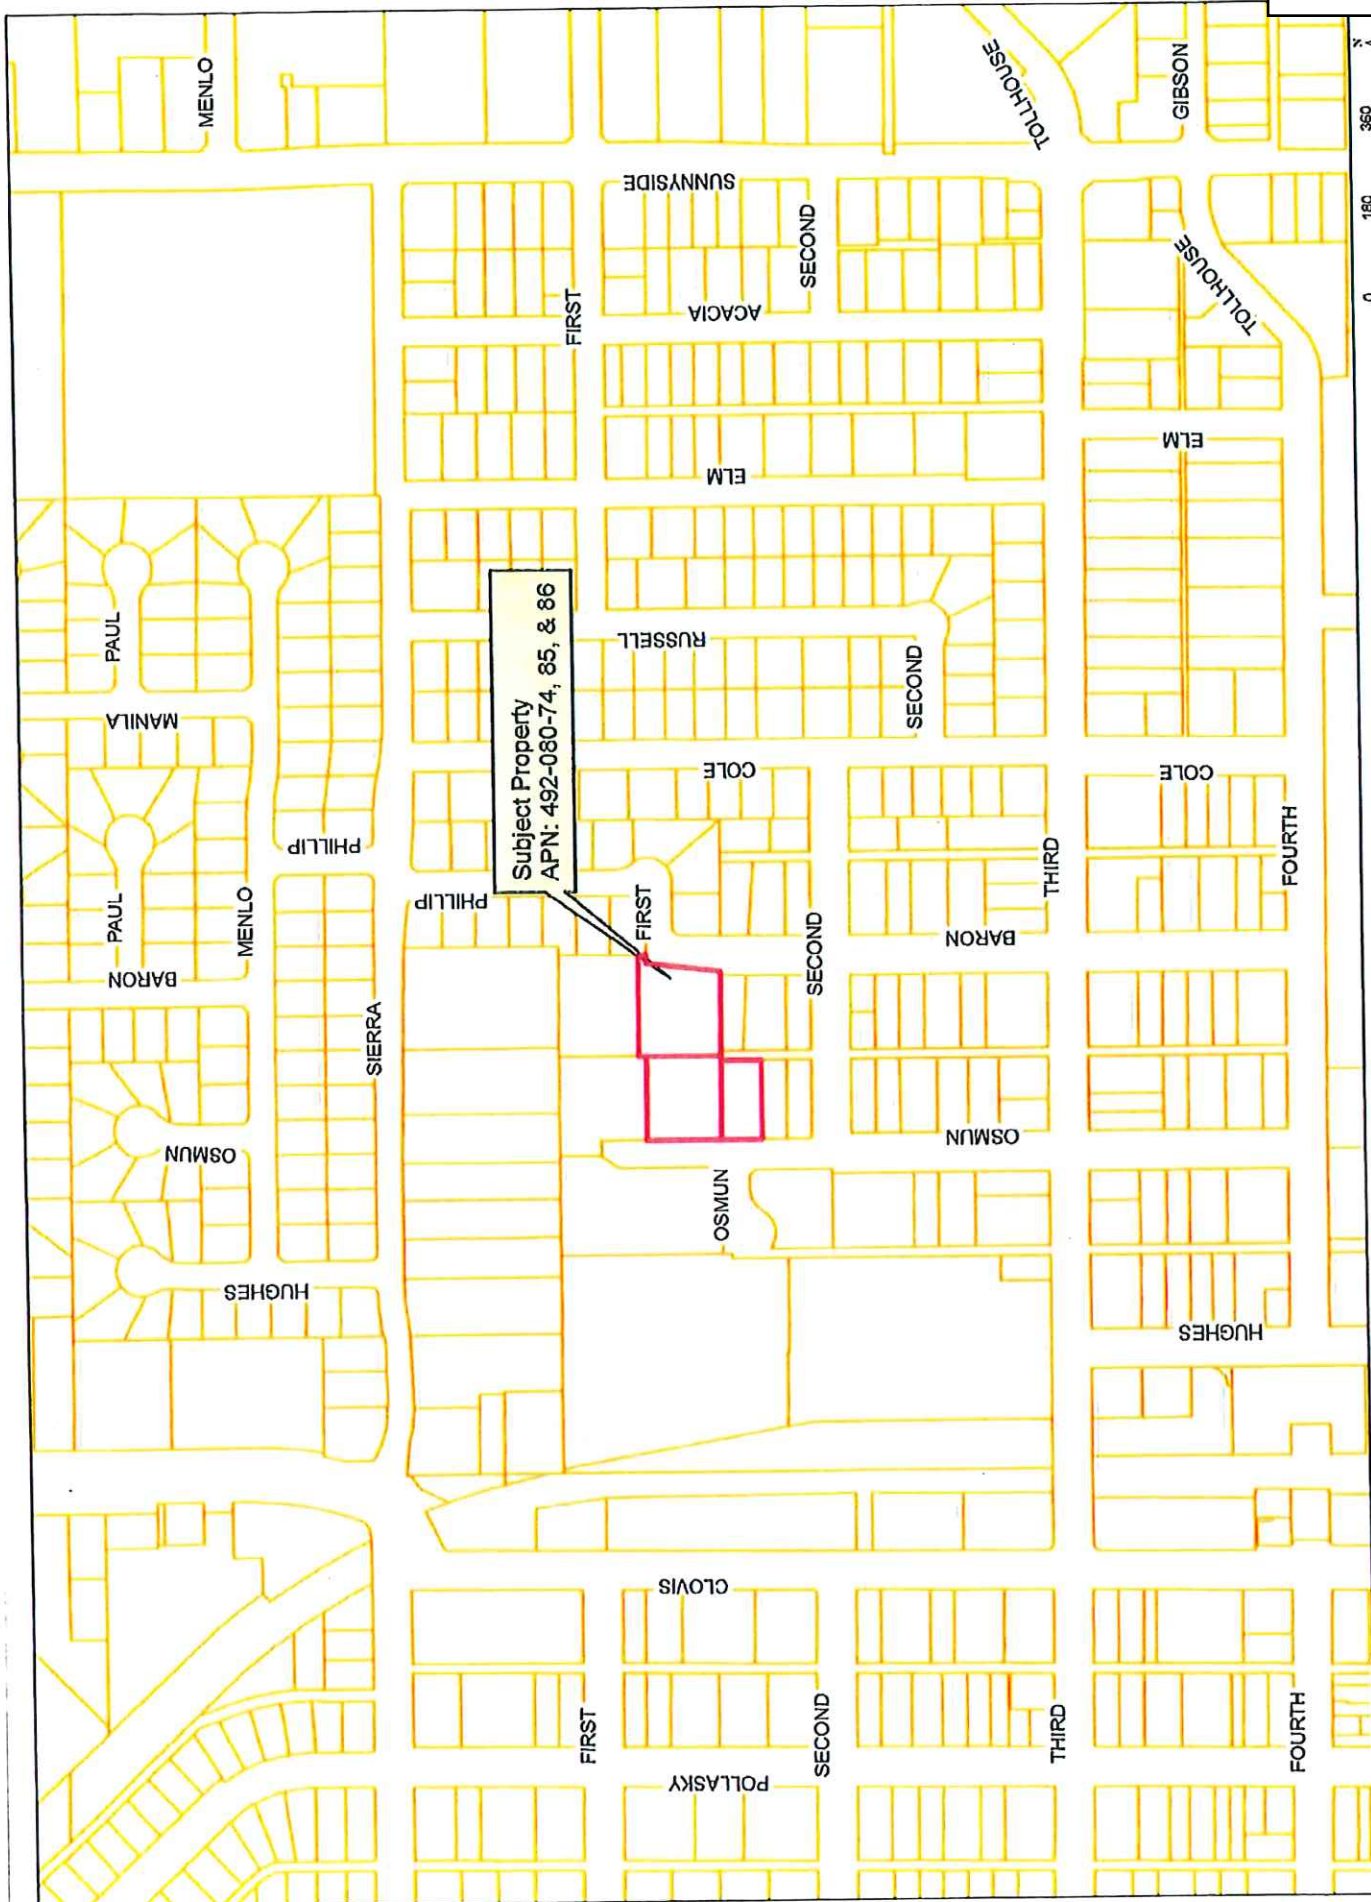 MENLO
TOLLHOUSE
GIBSON
SUNNYSIDE
FIRST
SECOND
ACACIA
TOLLHOUSE
ELM
ELM
PAUL
MANILA
Subject Property
APN: 492-080-74, 85, & 86
RUSSELL
SECOND
COLE
COLE
PHILLIP
PHILLIP
PAUL
MENLO
BARON
FIRST
THIRD
FOURTH
BARON
SECOND
SIERRA
OSMUN
OSMUN
OSMUN
HUGHES
HUGHES
CLOVIS
FIRST
SECOND
THIRD
FOURTH
POLLASKY
0 180 360